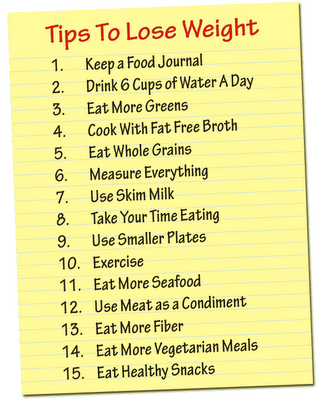 Tips To Lose Weight
1. Keep a Food Journal
2. Drink 6 Cups of Water A Day
3. Eat More Greens
4. Cook With Fat Free Broth
5. Eat Whole Grains
6. Measure Everything
7. Use Skim Milk
8. Take Your Time Eating
9. Use Smaller Plates
10. Exercise
11. Eat More Seafood
12. Use Meat as a Condiment
13. Eat More Fiber
14. Eat More Vegetarian Meals
15. Eat Healthy Snacks